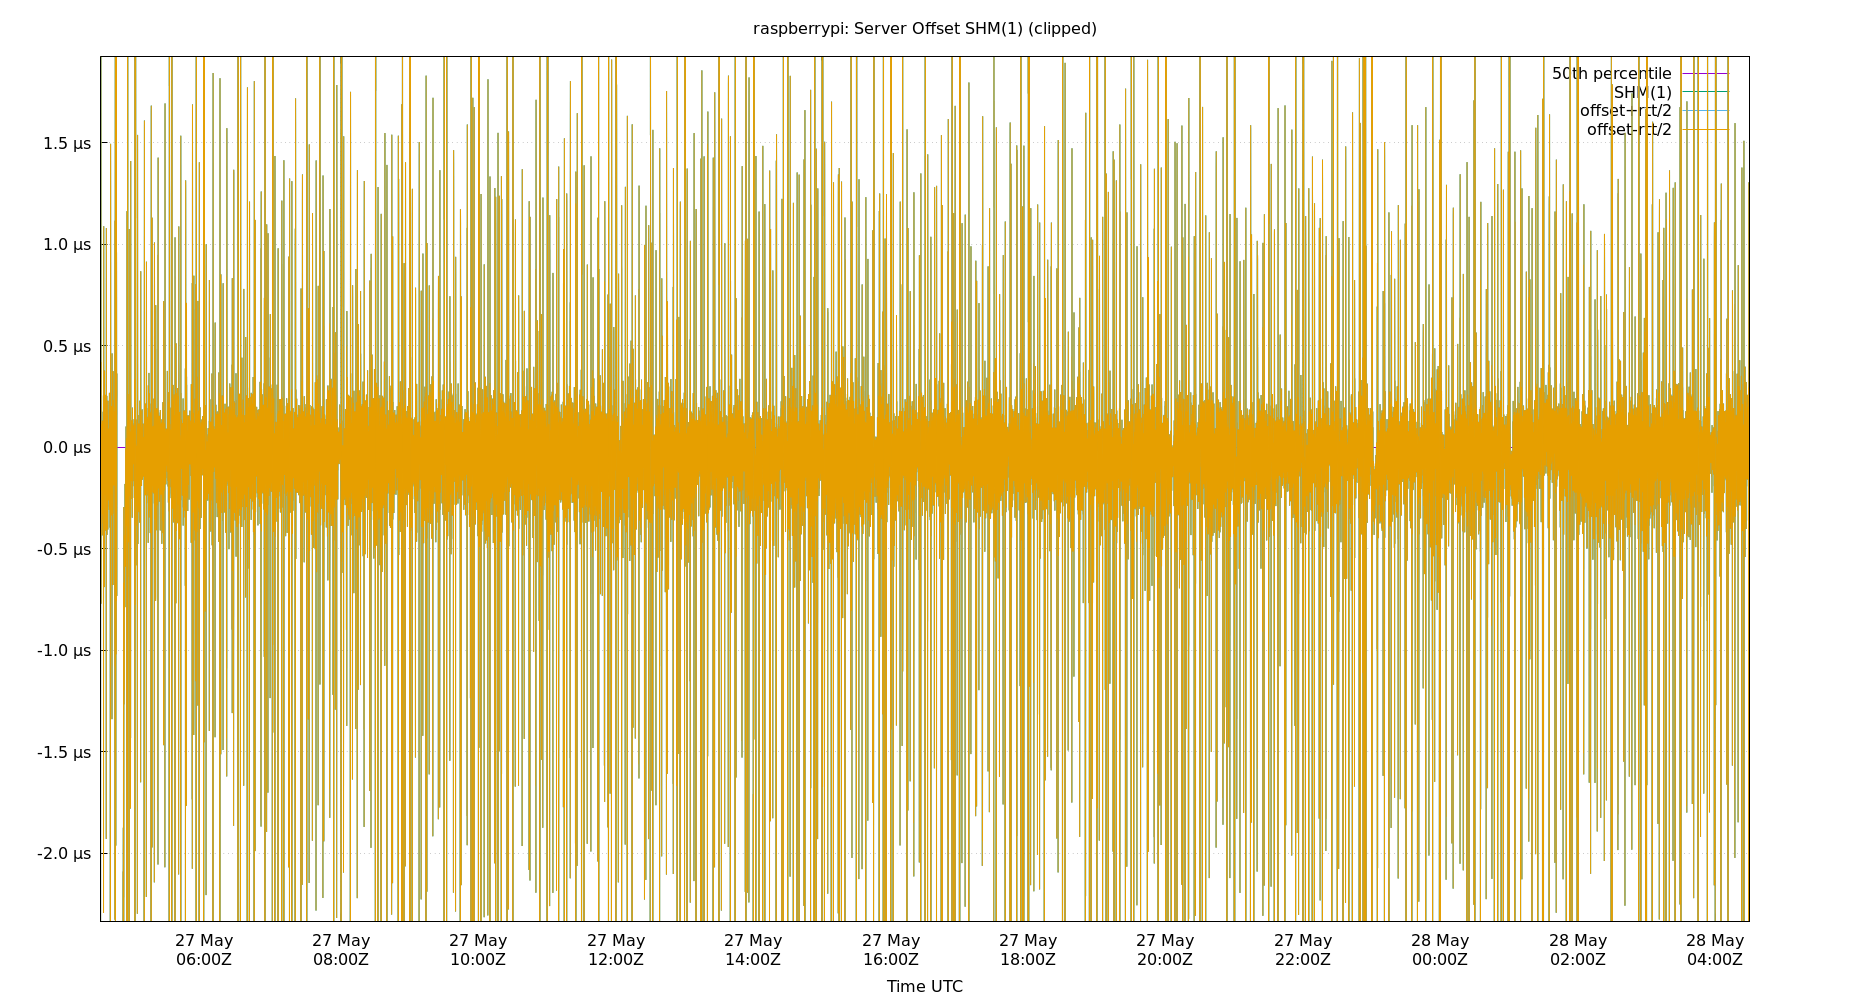 raspberrypi: Server Offset SHM(1) (clipped)
50th percentile
SHM(1)
offset+rtt/2
offset-rtt/2
1.5 µs
1.0 µs
0.5 µs
0.0 µs
-0.5 µs
-1.0 µs
-1.5 µs
-2.0 µs
27 May 27 May 27 May 27 May 27 May 27 May 27 May 27 May 27 May 28 May 28 May 28 May
06:00Z 08:00Z 10:00Z 12:00Z 14:00Z 16:00Z 18:00Z 20:00Z 22:00Z 00:00Z 02:00Z 04:00Z
Time UTC